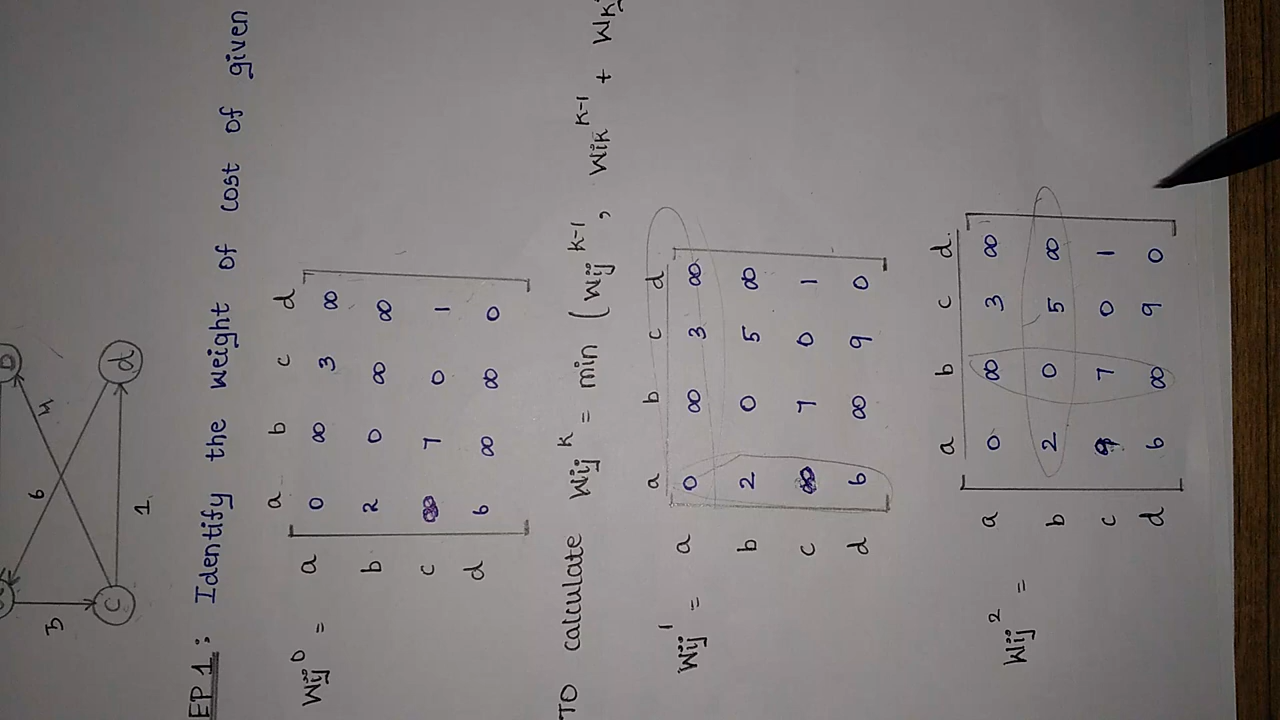 b
d
4
6
3
c
1
EP 1 : Identify the weight of cost of given
a b c d
Wij⁰ =
a 0 ∞ 3 ∞
b 2 0 ∞ ∞
c ∞ 7 0 1
d 6 ∞ ∞ 0
TO calculate Wij^K = min (Wij^K-1 , WiK^K-1 + WK
a b c d
Wij¹ =
a 0 ∞ 3 ∞
b 2 0 5 ∞
c ∞ 7 0 1
d 6 ∞ 9 0
a b c d.
Wij² =
a 0 ∞ 3 ∞
b 2 0 5 ∞
c 9 7 0 1
d 6 ∞ 9 0